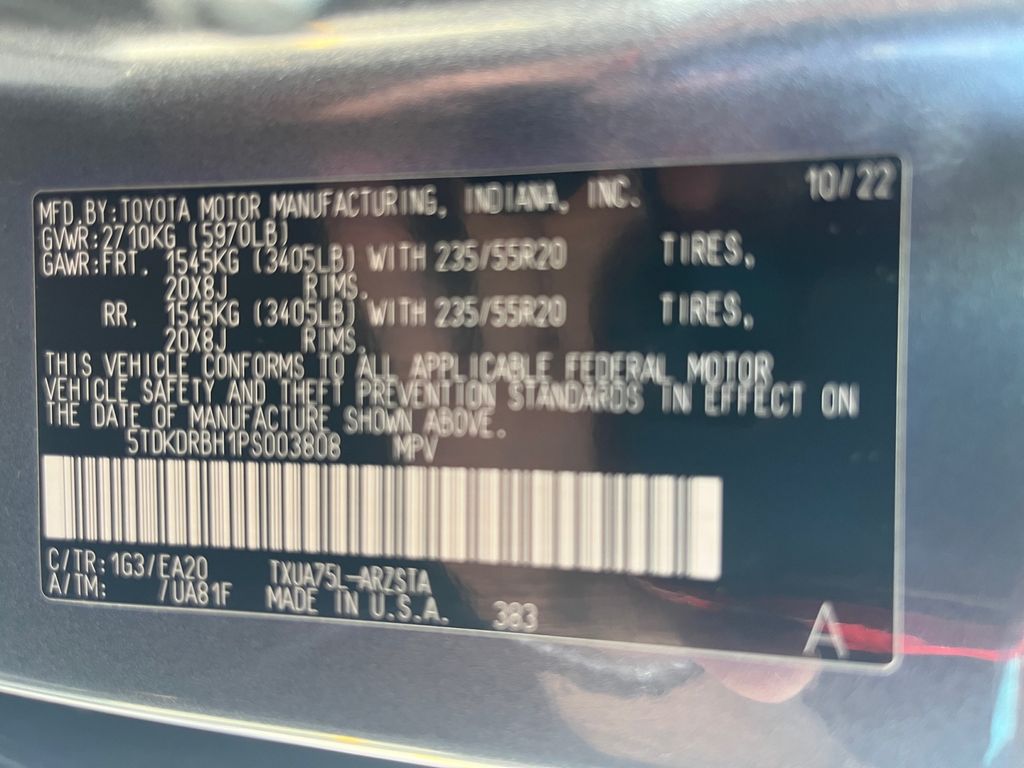 10/22
MFD.BY:TOYOTA MOTOR MANUFACTURING, INDIANA, INC.
GVWR:2710KG (5970LB)
GAWR:FRT. 1545KG (3405LB) WITH 235/55R20 TIRES,
20X8J RIMS,
RR. 1545KG (3405LB) WITH 235/55R20 TIRES,
20X8J RIMS,
THIS VEHICLE CONFORMS TO ALL APPLICABLE FEDERAL MOTOR
VEHICLE SAFETY AND THEFT PREVENTION STANDARDS IN EFFECT ON
THE DATE OF MANUFACTURE SHOWN ABOVE.
5TDKDRBH1PS003808 MPV
C/TR:1G3/EA20 TXUA75L-ARZSTA
A/TM: /UA81F MADE IN U.S.A. 383
A